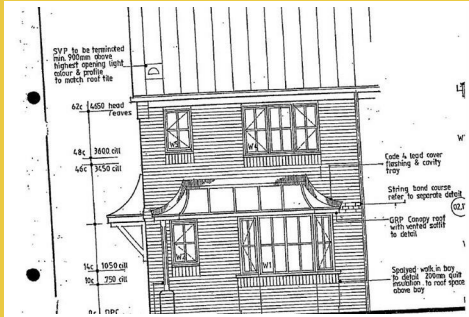 SVP to be terminated
min. 900mm above
highest opening light
colour & profile
to match roof tile
62c 4650 head
/eaves
48c 3600 cill
46c 3450 cill
14c 1050 cill
10c 750 cill
0c DPC
W5
W4
W2
W1
Code 4 lead cover
flashing & cavity
tray
String band course
refer to separate detail
GRP Canopy roof
with vented soffit
to detail
Splayed walk in bay
to detail 200mm quilt
insulation to roof space
above bay